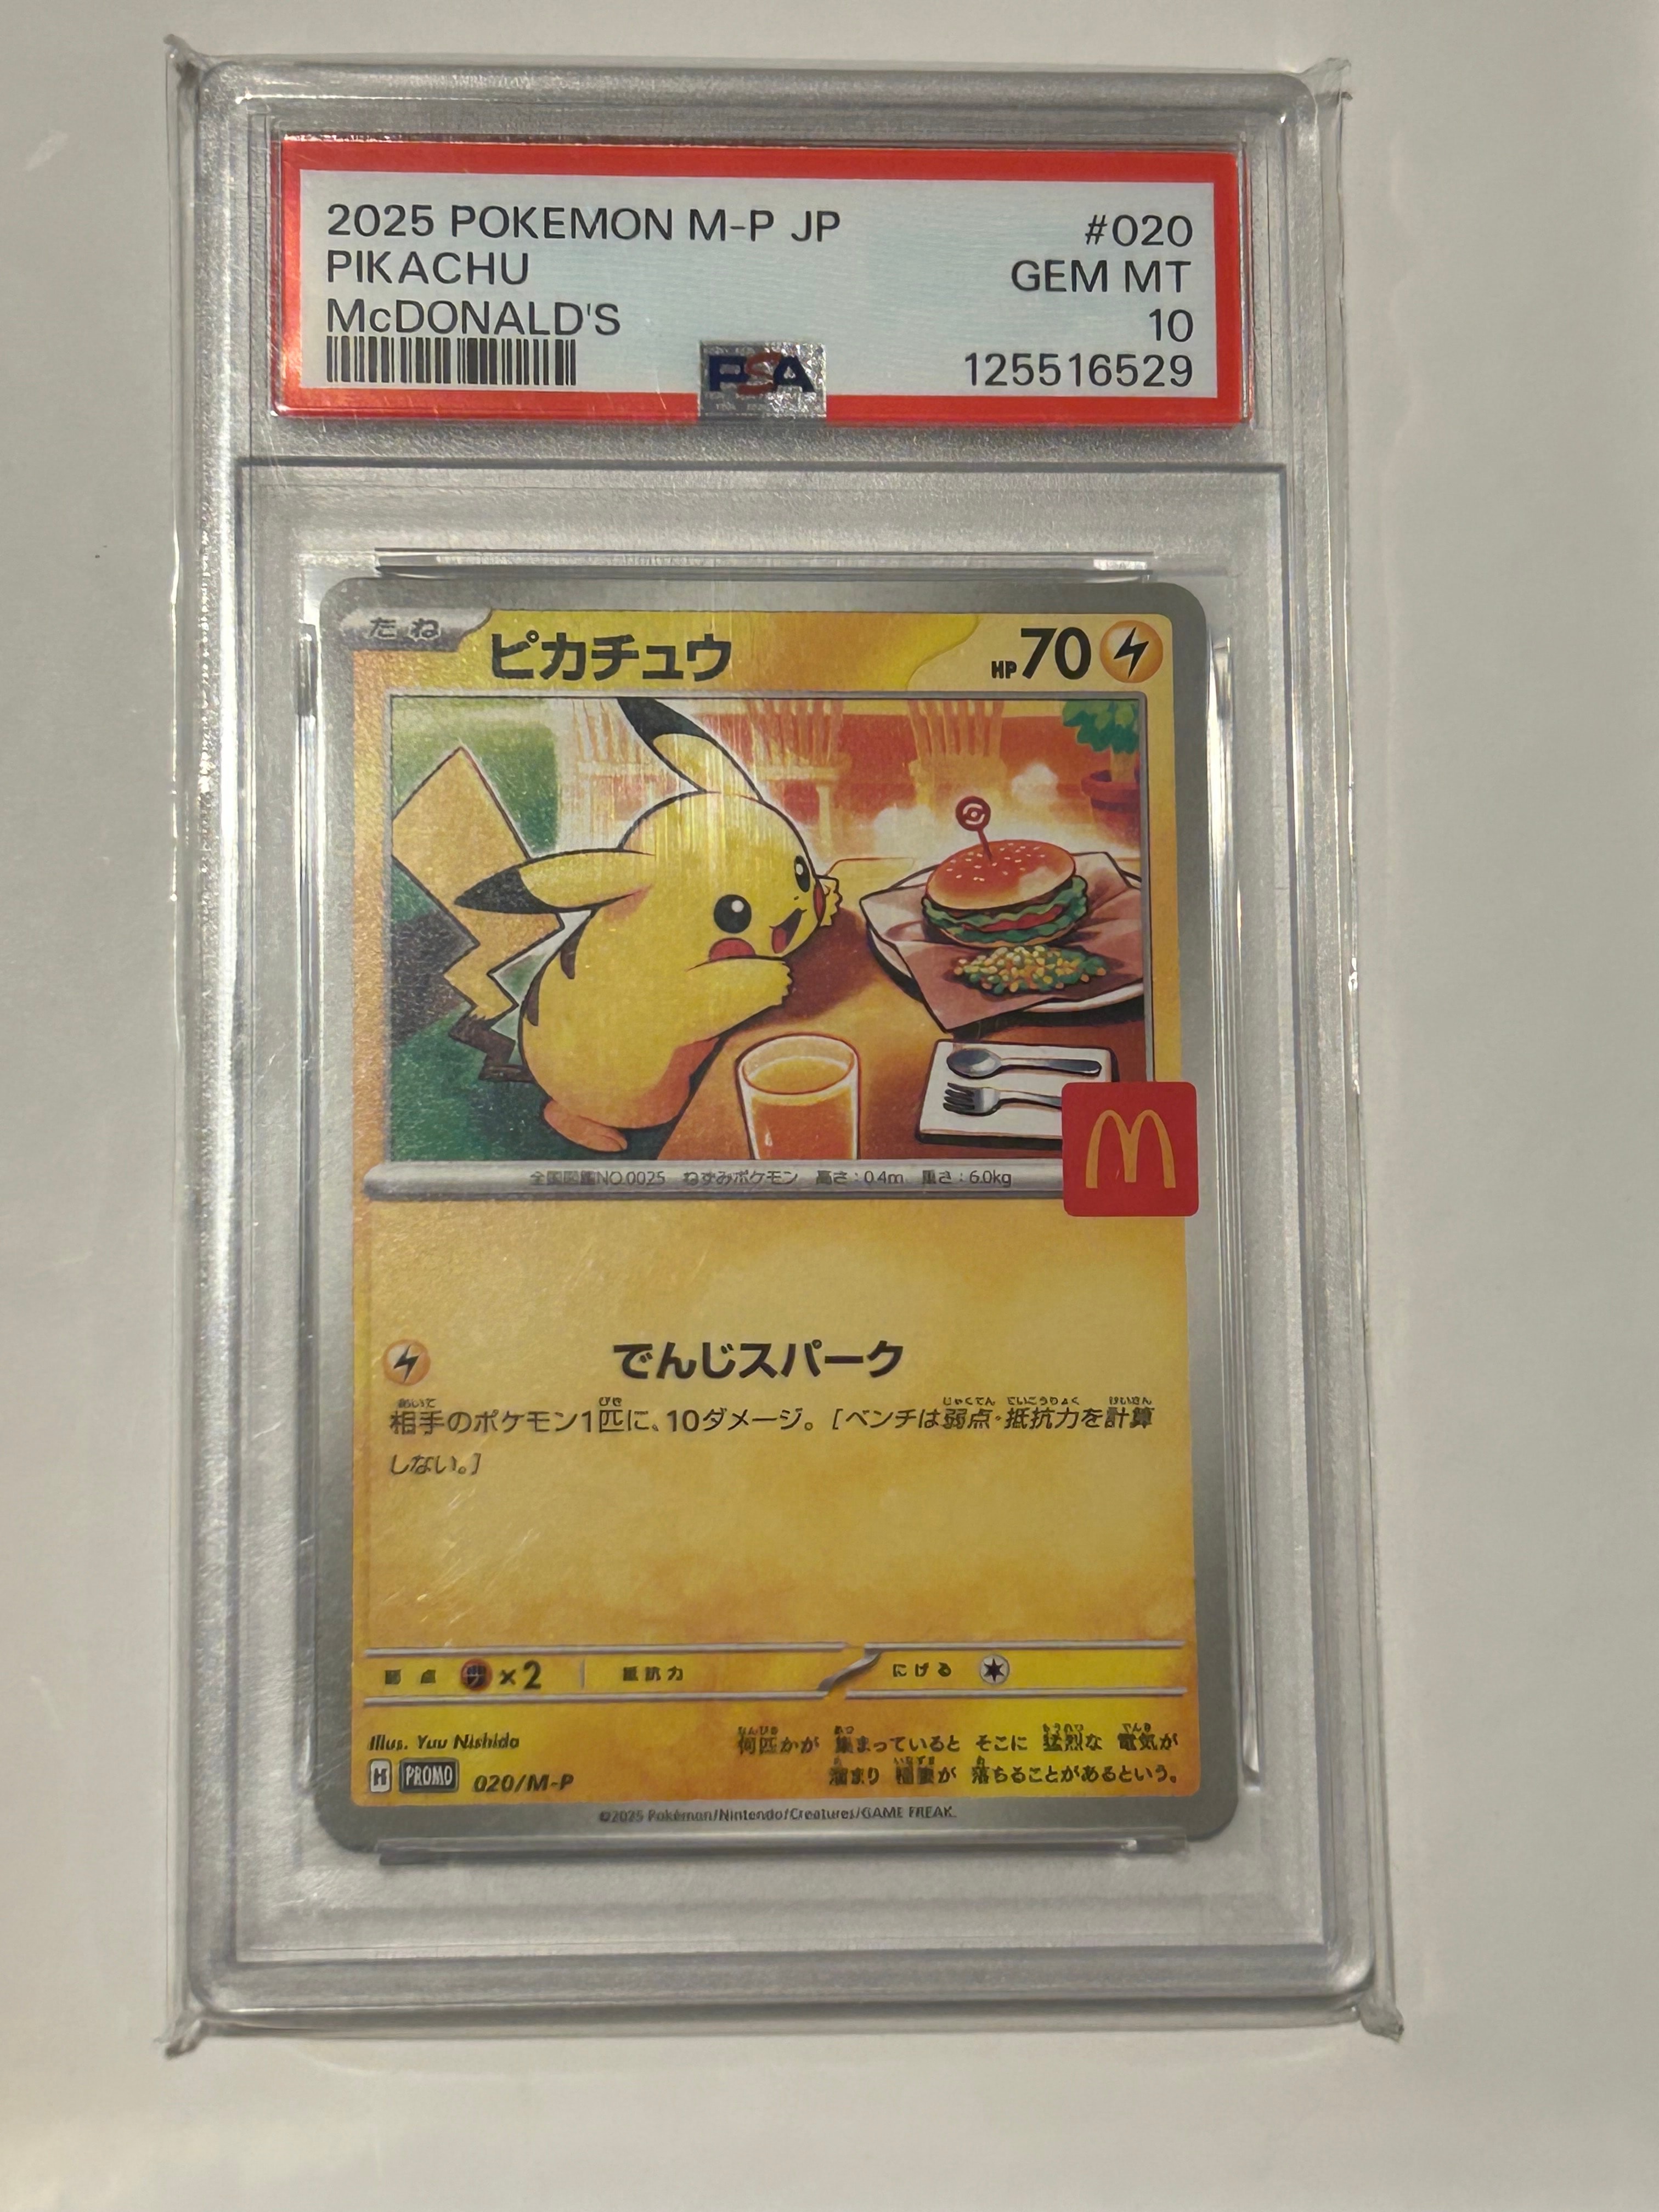 2025 POKEMON M-P JP #020
PIKACHU GEM MT
McDONALD'S 10
PSA 125516529
たね ピカチュウ HP70
全国図鑑NO.0025 ねずみポケモン 高さ:0.4m 重さ:6.0kg
でんじスパーク
相手のポケモン1匹に、10ダメージ。[ベンチは弱点・抵抗力を計算
しない。]
弱点 ×2 抵抗力 にげる
Illus. Yuu Nishida
何匹かが 集まっていると そこに 猛烈な 電気が
溜まり 稲妻が 落ちることがあるという。
H PROMO 020/M-P
©2025 Pokémon/Nintendo/Creatures/GAME FREAK.